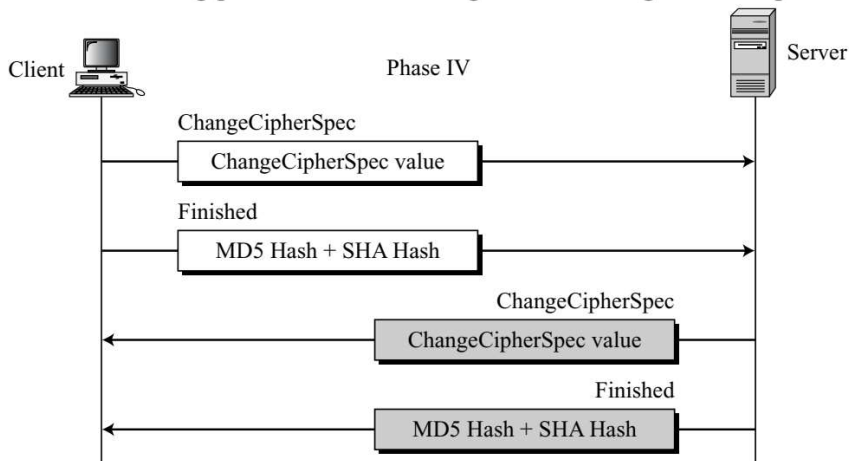 Client
Phase IV
Server
ChangeCipherSpec
ChangeCipherSpec value
Finished
MD5 Hash + SHA Hash
ChangeCipherSpec
ChangeCipherSpec value
Finished
MD5 Hash + SHA Hash